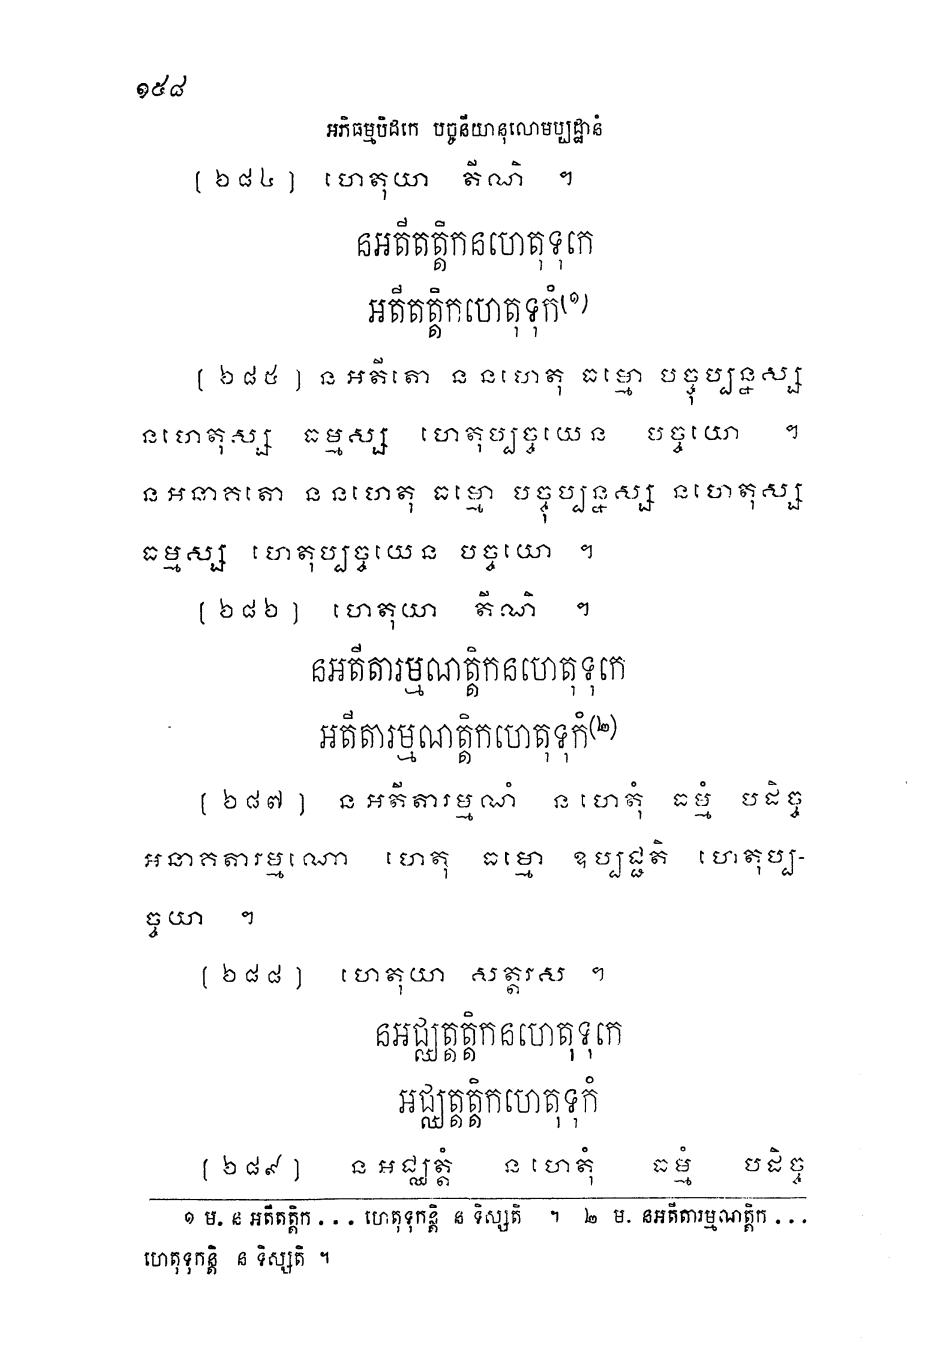 ១៥៨
អភិធម្មបិដកេ បច្ចនីយានុលោមប្បដ្ឋានំ
[ ៦៨៤ ] ហេតុយា តីណិ ។
នអតីតត្តិកនហេតុទុកេ
អតីតត្តិកហេតុទុកំ(១)
[ ៦៨៥ ] ន អតីតោ ន នហេតុ ធម្មោ បច្ចុប្បន្នស្ស
នហេតុស្ស ធម្មស្ស ហេតុប្បច្ចយេន បច្ចយោ ។
ន អនាគតោ ន នហេតុ ធម្មោ បច្ចុប្បន្នស្ស នហេតុស្ស
ធម្មស្ស ហេតុប្បច្ចយេន បច្ចយោ ។
[ ៦៨៦ ] ហេតុយា តីណិ ។
នអតីតារម្មណត្តិកនហេតុទុកេ
អតីតារម្មណត្តិកហេតុទុកំ(២)
[ ៦៨៧ ] ន អតីតារម្មណំ ន ហេតុំ ធម្មំ បដិច្ច
អនាគតារម្មណោ ហេតុ ធម្មោ ឧប្បជ្ជតិ ហេតុប្ប-
ច្ចយា ។
[ ៦៨៨ ] ហេតុយា សត្តរស ។
នអជ្ឈត្តត្តិកនហេតុទុកេ
អជ្ឈត្តត្តិកហេតុទុកំ
[ ៦៨៩ ] ន អជ្ឈត្តំ ន ហេតុំ ធម្មំ បដិច្ច
១ ម. ន អតីតត្តិក . . . ហេតុទុកន្តិ ន ទិស្សតិ ។ ២ ម. នអតីតារម្មណត្តិក . . .
ហេតុទុកន្តិ ន ទិស្សតិ ។